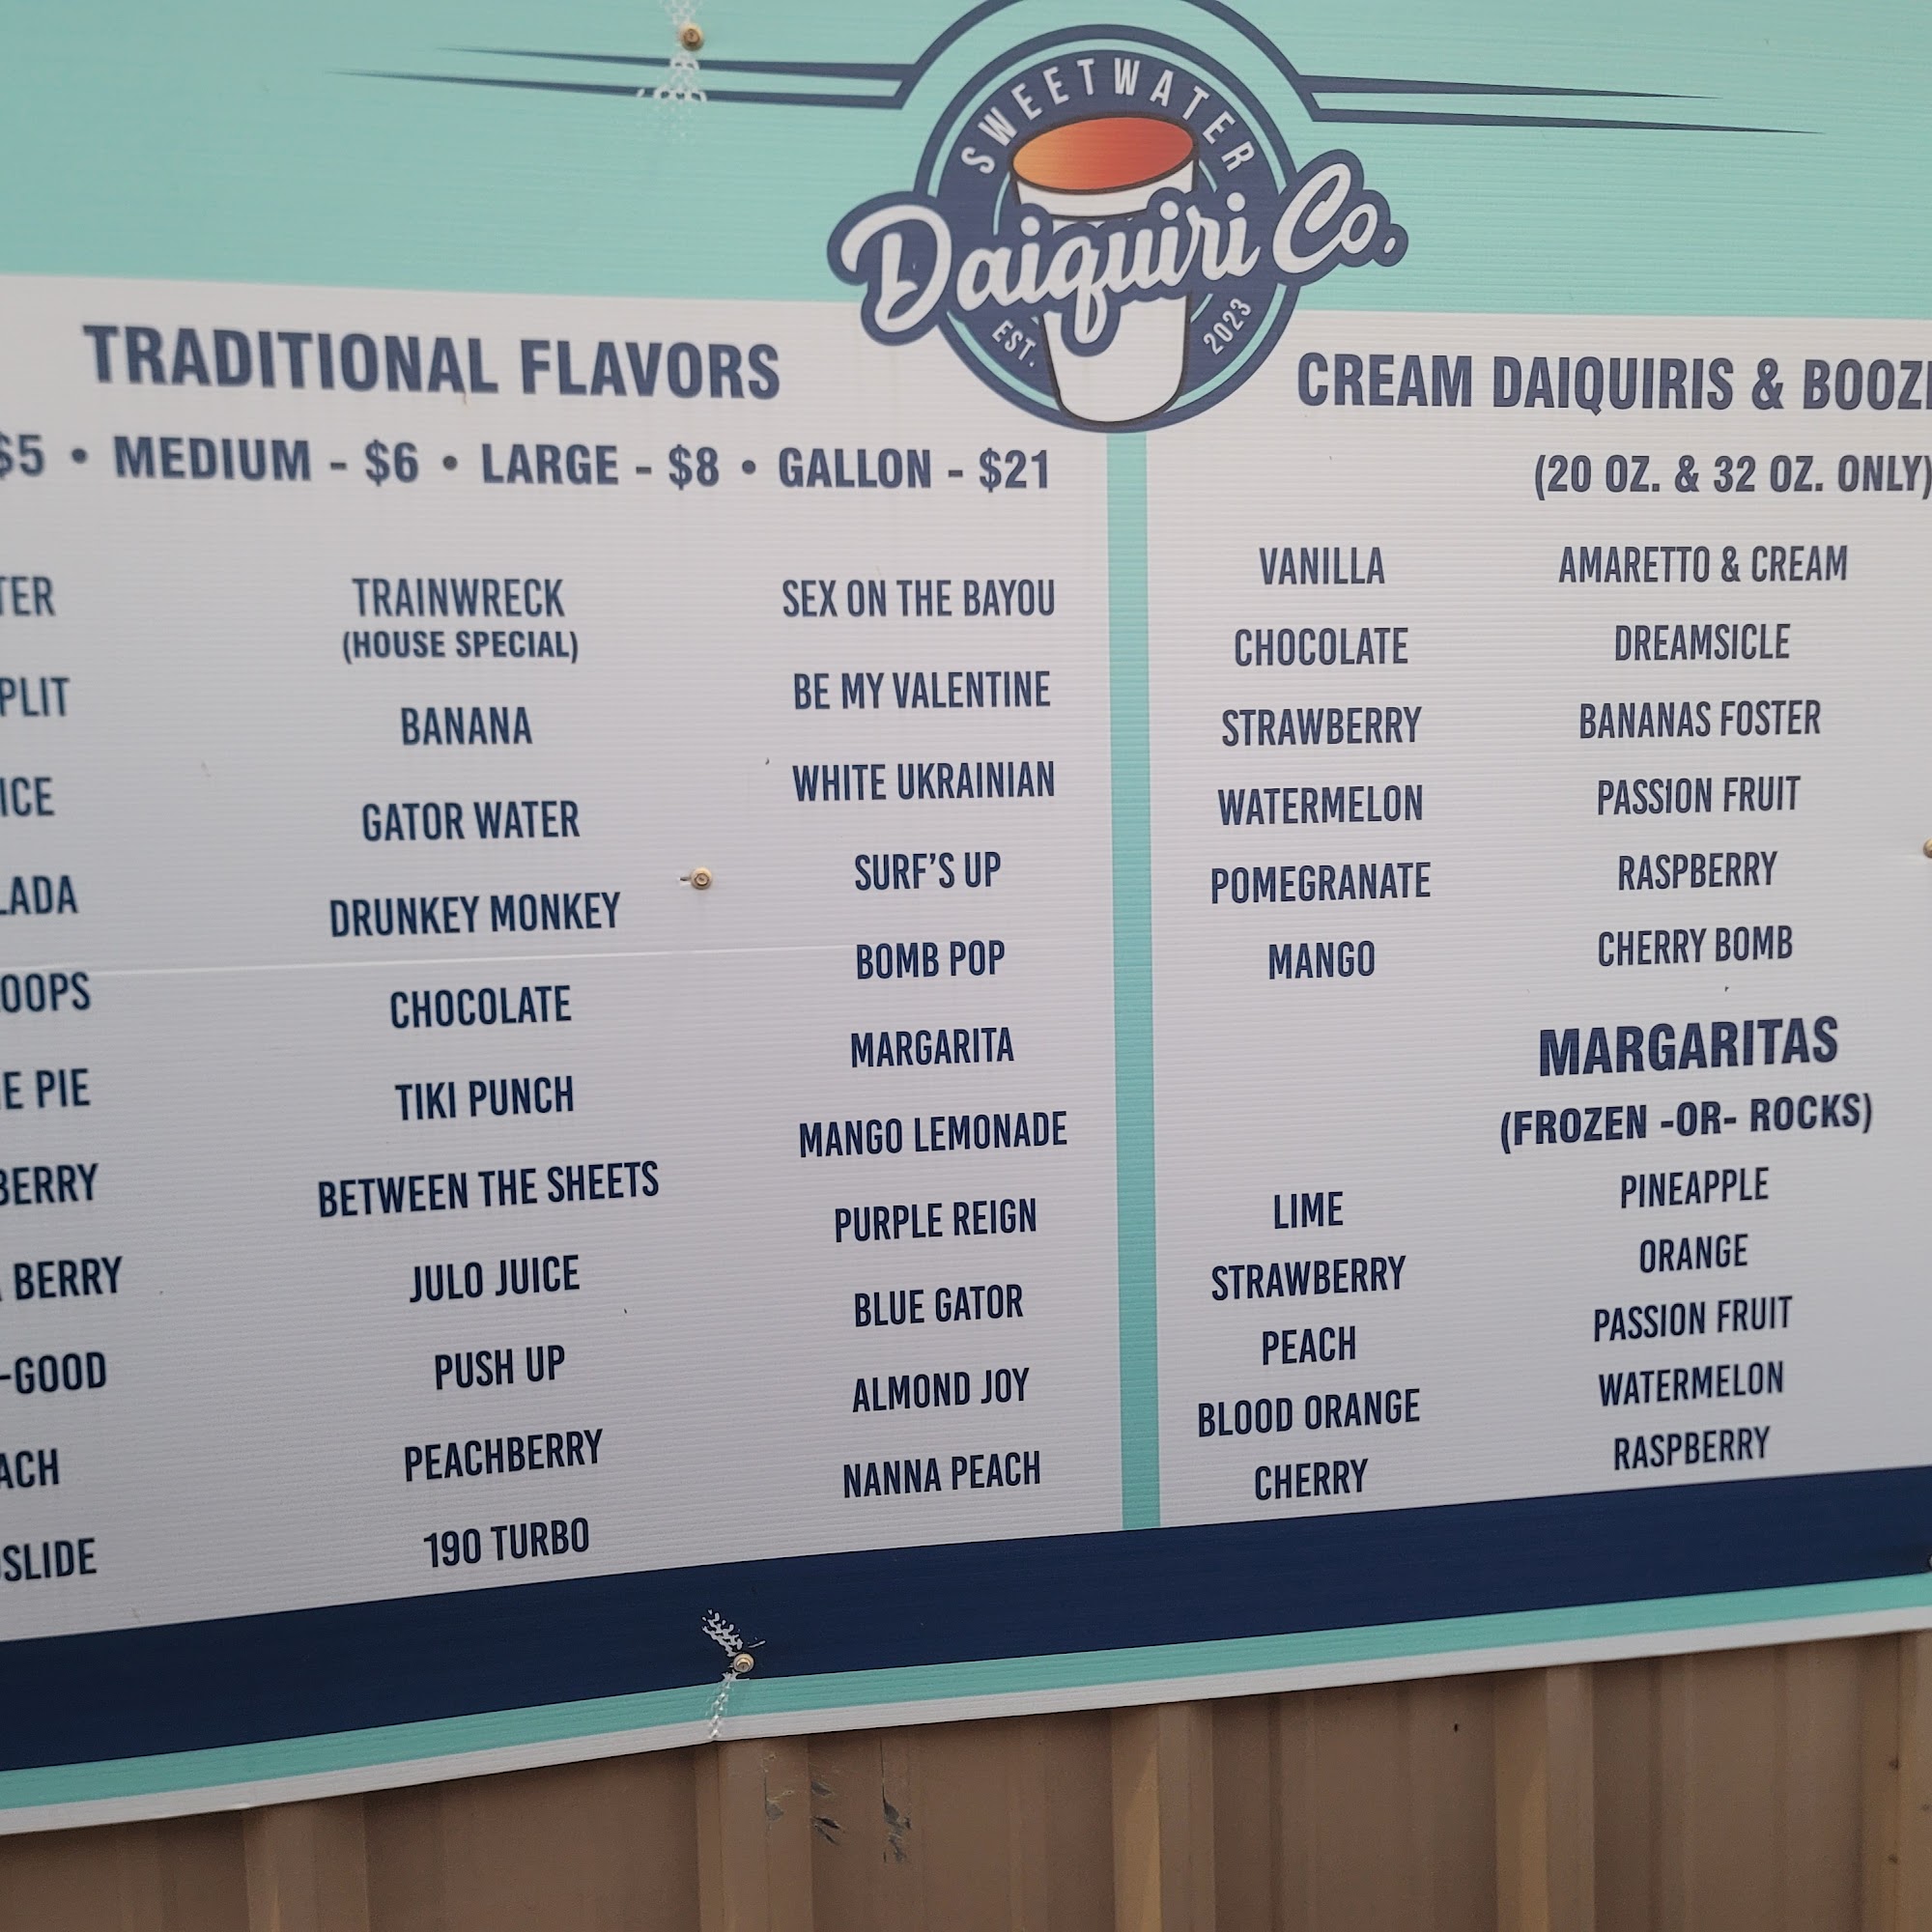 SWEETWATER
Daiquiri Co.
EST. 2023
TRADITIONAL FLAVORS
$5 • MEDIUM - $6 • LARGE - $8 • GALLON - $21
TRAINWRECK
(HOUSE SPECIAL)
BANANA
GATOR WATER
DRUNKEY MONKEY
CHOCOLATE
TIKI PUNCH
BETWEEN THE SHEETS
JULO JUICE
PUSH UP
PEACHBERRY
190 TURBO
SEX ON THE BAYOU
BE MY VALENTINE
WHITE UKRAINIAN
SURF'S UP
BOMB POP
MARGARITA
MANGO LEMONADE
PURPLE REIGN
BLUE GATOR
ALMOND JOY
NANNA PEACH
PIE
BERRY
-GOOD
CREAM DAIQUIRIS &
(20 OZ. & 32 OZ. ONLY)
VANILLA
CHOCOLATE
STRAWBERRY
WATERMELON
POMEGRANATE
MANGO
AMARETTO & CREAM
DREAMSICLE
BANANAS FOSTER
PASSION FRUIT
RASPBERRY
CHERRY BOMB
MARGARITAS
(FROZEN -OR- ROCKS)
LIME
STRAWBERRY
PEACH
BLOOD ORANGE
CHERRY
PINEAPPLE
ORANGE
PASSION FRUIT
WATERMELON
RASPBERRY